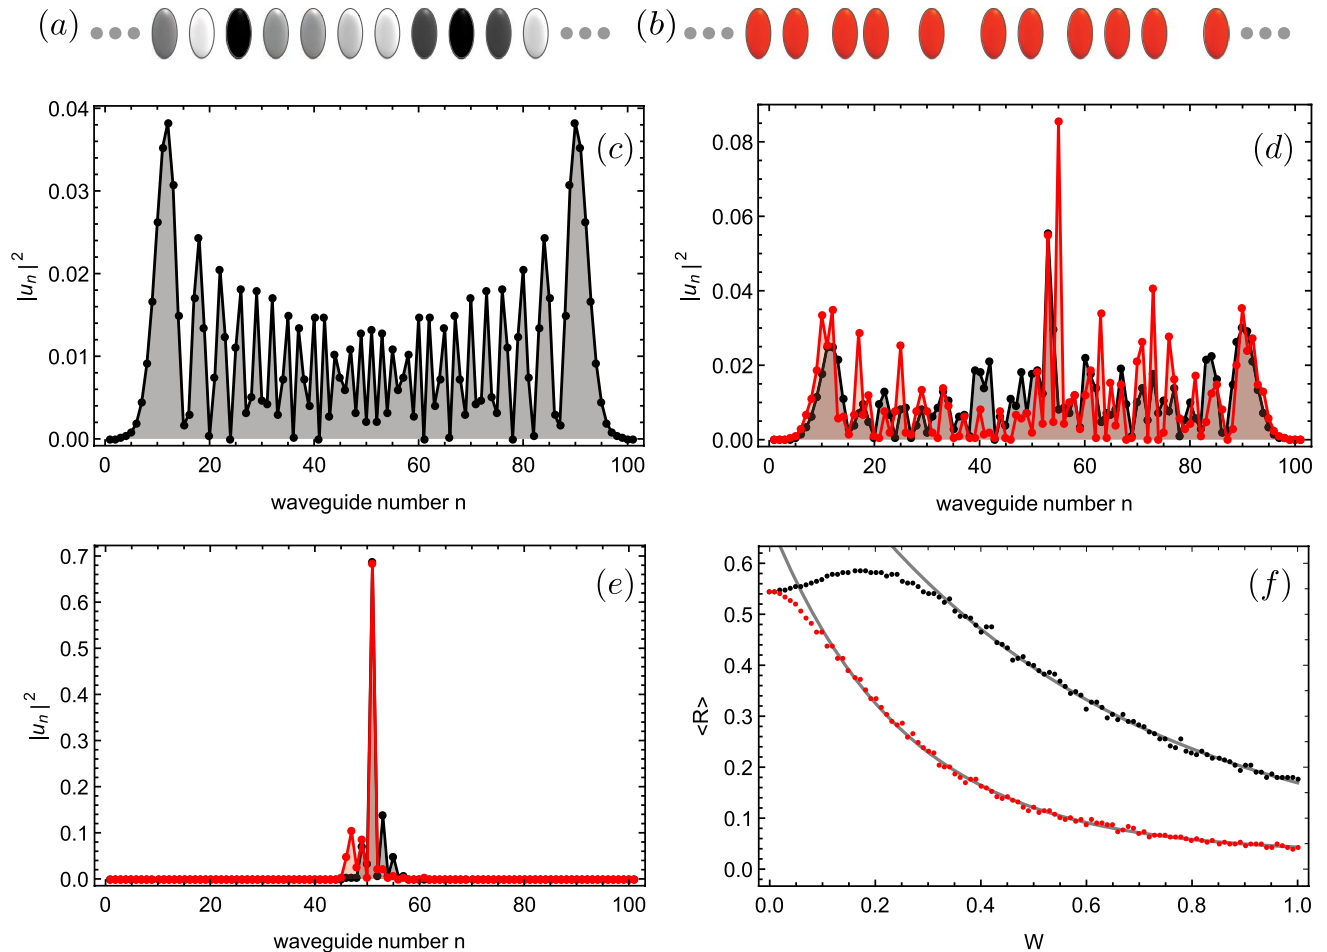 (a)
(b)
(c)
0.04
0.03
0.02
0.01
0.00
|uₙ|²
0 20 40 60 80 100
waveguide number n
(d)
0.08
0.06
0.04
0.02
0.00
|uₙ|²
0 20 40 60 80 100
waveguide number n
(e)
0.7
0.6
0.5
0.4
0.3
0.2
0.1
0.0
|uₙ|²
0 20 40 60 80 100
waveguide number n
(f)
0.6
0.5
0.4
0.3
0.2
0.1
0.0
<R>
0.0 0.2 0.4 0.6 0.8 1.0
W